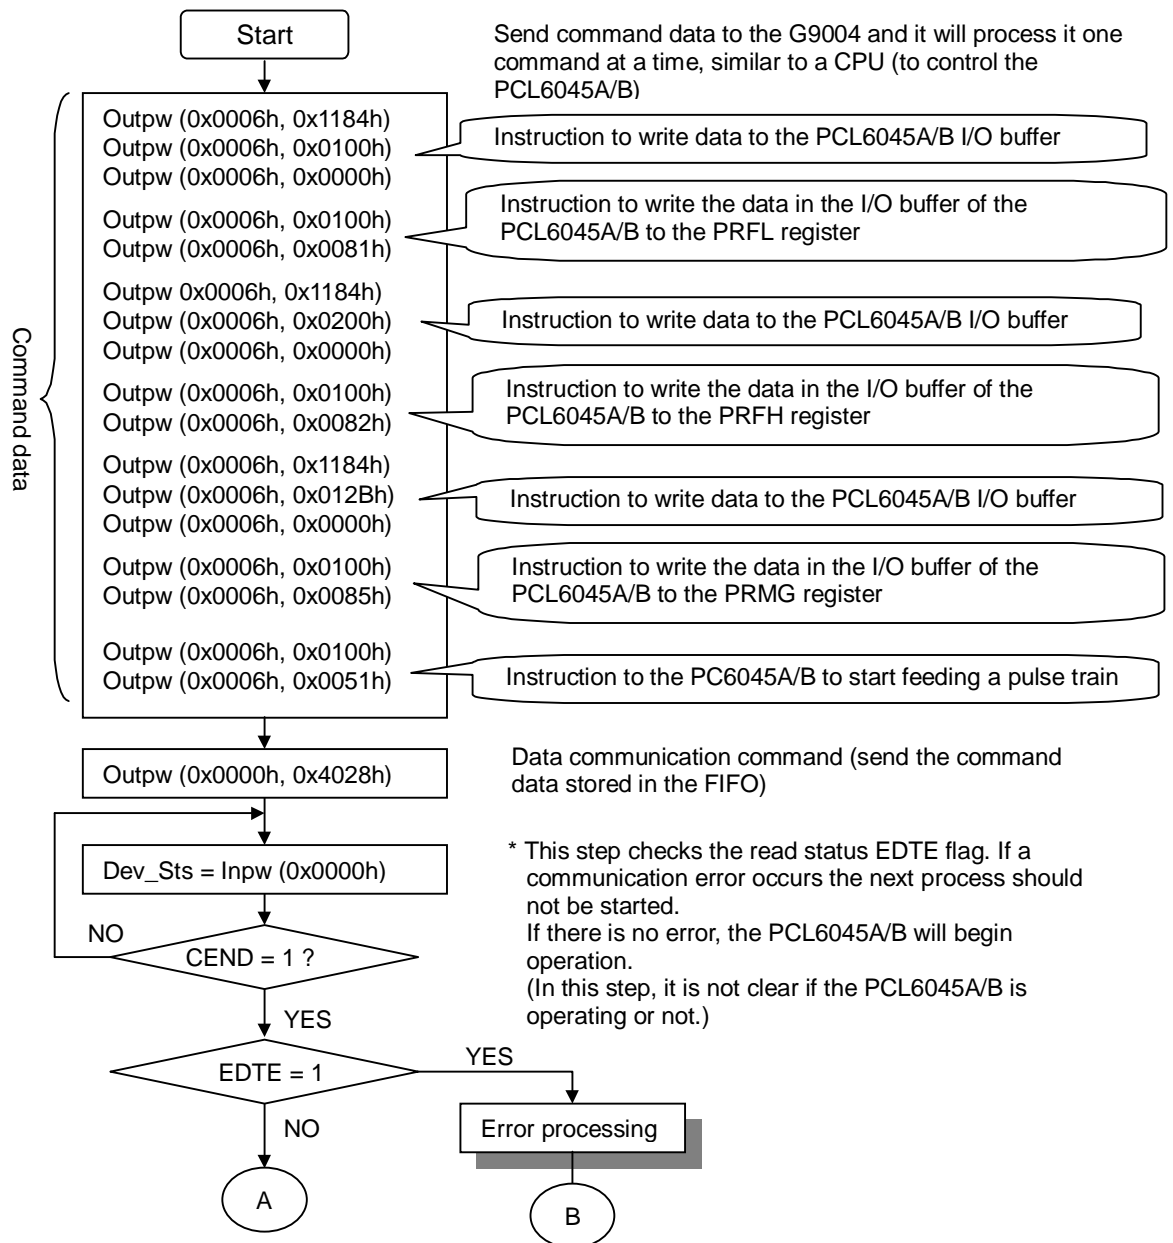 Start
Send command data to the G9004 and it will process it one
command at a time, similar to a CPU (to control the
PCL6045A/B)
Command data
Outpw (0x0006h, 0x1184h)
Outpw (0x0006h, 0x0100h)
Outpw (0x0006h, 0x0000h)
Instruction to write data to the PCL6045A/B I/O buffer
Outpw (0x0006h, 0x0100h)
Outpw (0x0006h, 0x0081h)
Instruction to write the data in the I/O buffer of the
PCL6045A/B to the PRFL register
Outpw 0x0006h, 0x1184h)
Outpw (0x0006h, 0x0200h)
Outpw (0x0006h, 0x0000h)
Instruction to write data to the PCL6045A/B I/O buffer
Outpw (0x0006h, 0x0100h)
Outpw (0x0006h, 0x0082h)
Instruction to write the data in the I/O buffer of the
PCL6045A/B to the PRFH register
Outpw (0x0006h, 0x1184h)
Outpw (0x0006h, 0x012Bh)
Outpw (0x0006h, 0x0000h)
Instruction to write data to the PCL6045A/B I/O buffer
Outpw (0x0006h, 0x0100h)
Outpw (0x0006h, 0x0085h)
Instruction to write the data in the I/O buffer of the
PCL6045A/B to the PRMG register
Outpw (0x0006h, 0x0100h)
Outpw (0x0006h, 0x0051h)
Instruction to the PC6045A/B to start feeding a pulse train
Outpw (0x0000h, 0x4028h)
Data communication command (send the command
data stored in the FIFO)
Dev_Sts = Inpw (0x0000h)
* This step checks the read status EDTE flag. If a
communication error occurs the next process should
not be started.
If there is no error, the PCL6045A/B will begin
operation.
(In this step, it is not clear if the PCL6045A/B is
operating or not.)
NO
CEND = 1 ?
YES
EDTE = 1
YES
NO
Error processing
A
B